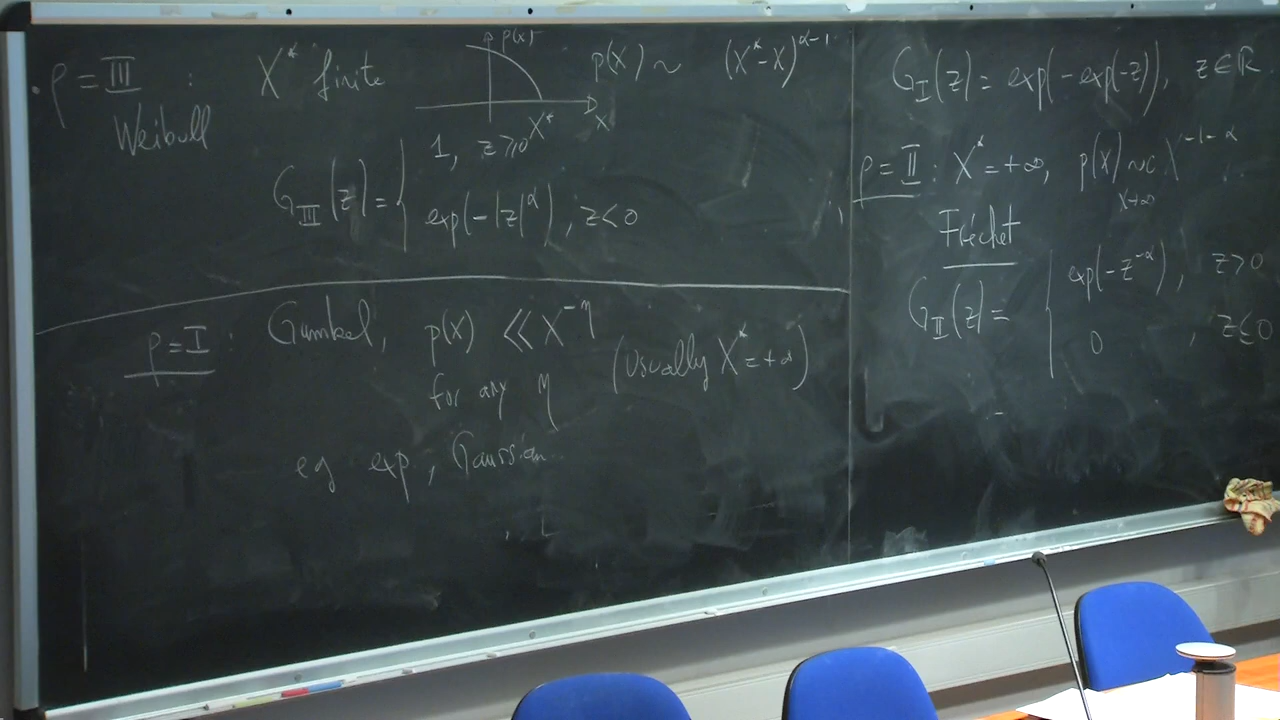 ρ = III : X* finite p(x) p(X) ~ (X* - X)^{α-1}
Weibull X* x
G_III(z) = { 1, z ≥ 0
exp(-|z|^α), z < 0
ρ = I : Gumbel, p(X) ≪ X^{-η}
for any η (usually X* = +∞)
eg exp, Gaussian
G_I(z) = exp(-exp(-z)), z ∈ ℝ
ρ = II : X* = +∞, p(X) ~ c X^{-1-α}
X→∞
Fréchet
G_II(z) = { exp(-z^{-α}), z > 0
0 , z ≤ 0